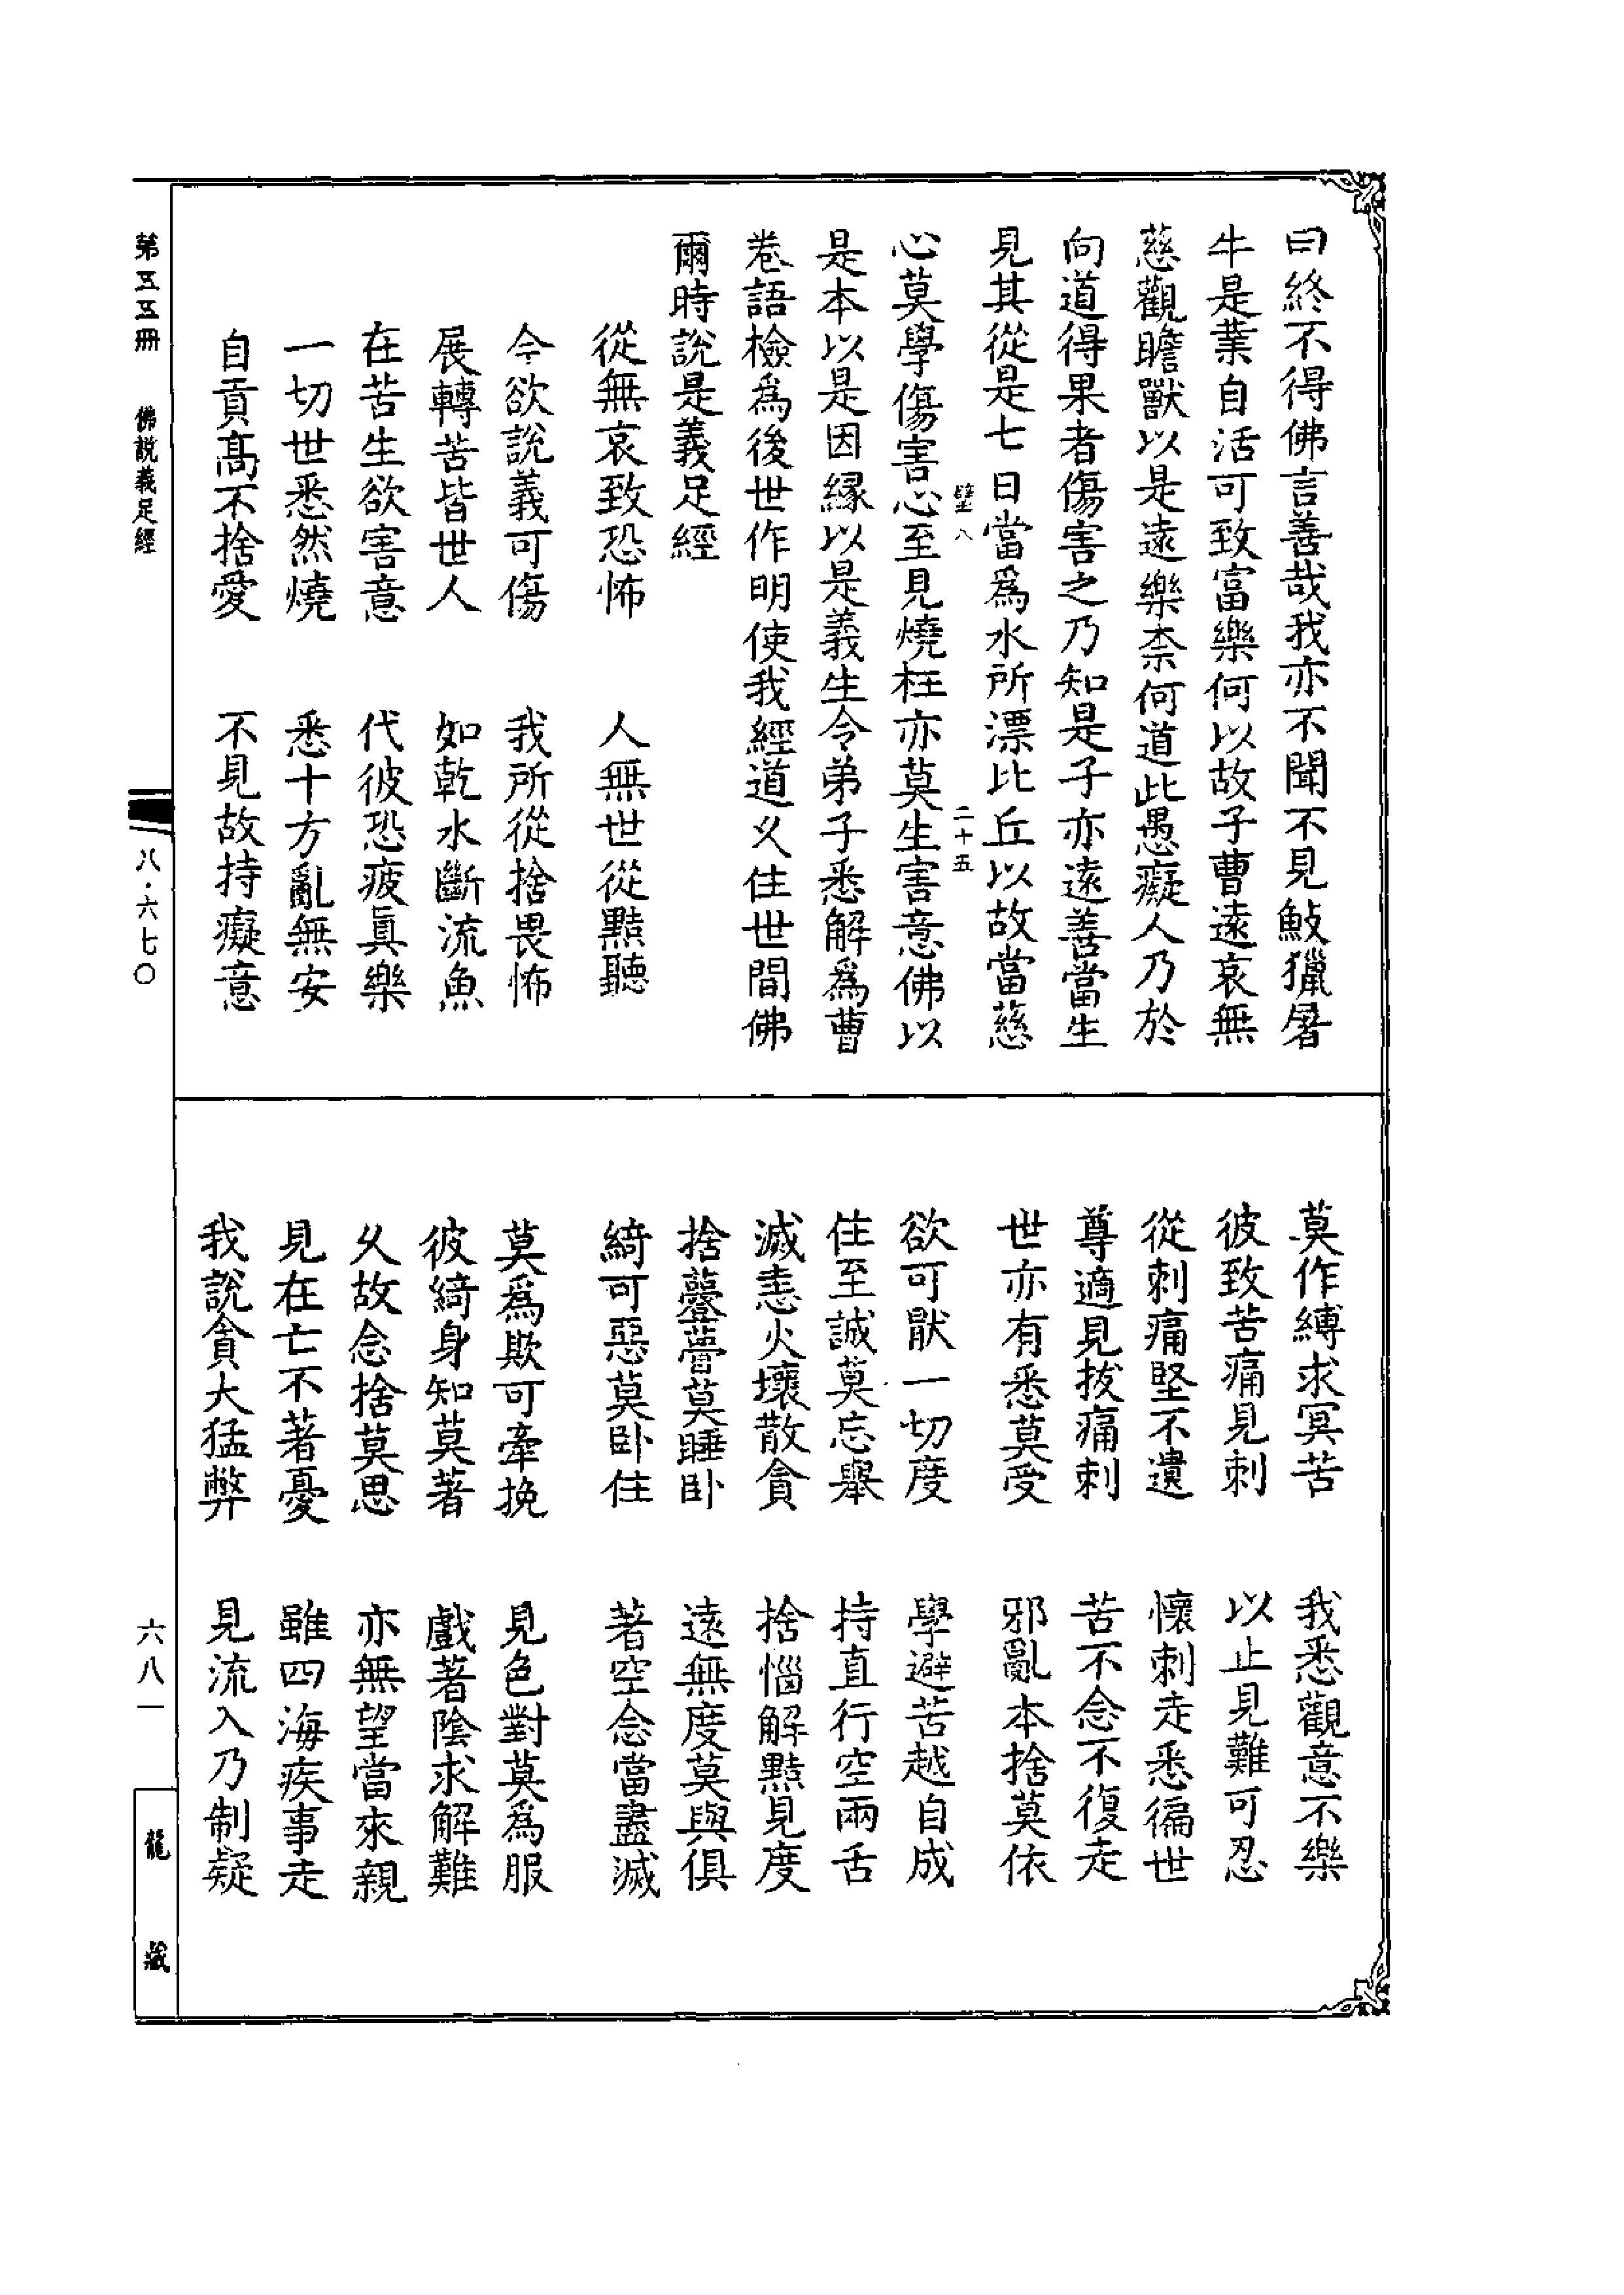 曰終不得佛言善哉我亦不聞不見鮁獵屠
牛是業自活可致富樂何以故子曹遠哀無
慈觀瞻獸以是遠樂柰何道此愚癡人乃於
向道得果者傷害之乃知是子亦遠善當生
見其從是七日當爲水所漂比丘以故當慈
壁八 二十五
心莫學傷害心至見燒枉亦莫生害意佛以
是本以是因緣以是義生令弟子悉解爲曹
卷語檢爲後世作明使我經道乆住世間佛
爾時說是義足經
從無哀致恐怖 人無世從黠聽
今欲說義可傷 我所從捨畏怖
展轉苦皆世人 如乾水斷流魚
在苦生欲害意 代彼恐癡冥樂
一切世悉然燒 悉十方亂無安
自貢高不捨愛 不見故持癡意
莫作縛求冥苦 我悉觀意不樂
彼致苦痛見刺 以止見難可忍
從刺痛堅不遺 懷刺走悉徧世
尊適見拔痛刺 苦不念不復走
世亦有悉莫受 邪亂本捨莫依
欲可猒一切度 學避苦越自成
住至誠莫忘舉 持直行空兩舌
滅恚火壞散貪 捨惱解黠見度
捨瞢莫睡卧 遠無度莫與俱
綺可惡莫卧住 著空念當盡滅
莫爲欺可牽挽 見色對莫爲服
彼綺身知莫著 戲著陰求解難
乆故念捨莫思 亦無望當來親
見在亡不著憂 雖四海疾事走
我說貪大猛弊 見流入乃制疑
第五五冊 佛說義足經
八·六七〇
六八一
龍藏